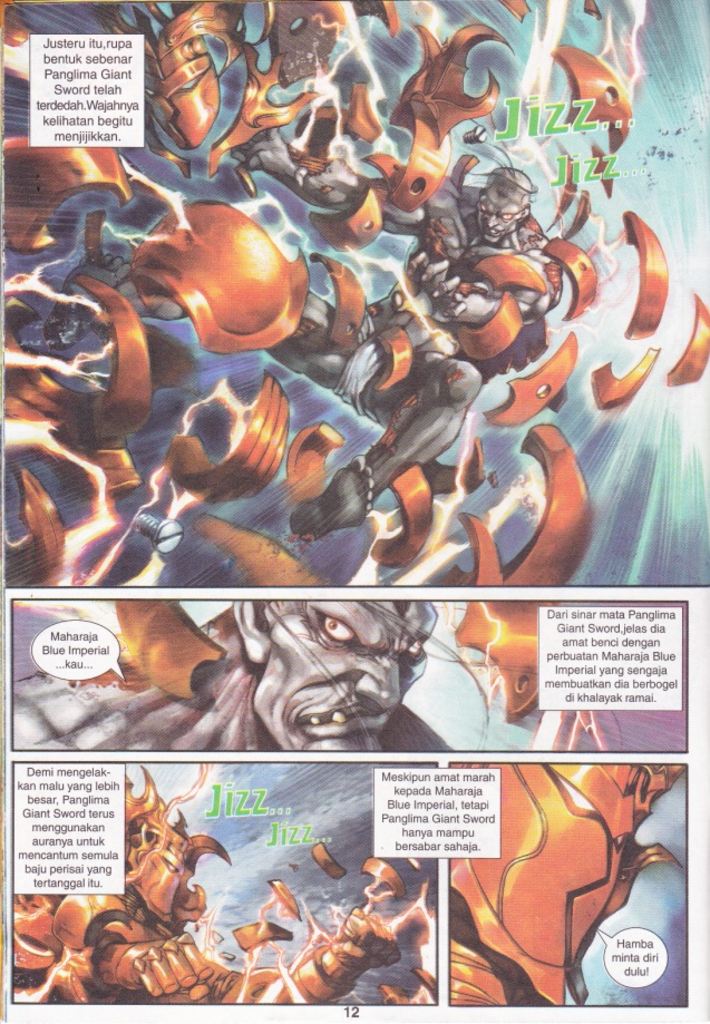 Justeru itu,rupa
bentuk sebenar
Panglima Giant
Sword telah
terdedah.Wajahnya
kelihatan begitu
menjijikkan.
Jizz...
Jizz...
Maharaja
Blue Imperial
...kau...
Dari sinar mata Panglima
Giant Sword,jelas dia
amat benci dengan
perbuatan Maharaja Blue
Imperial yang sengaja
membuatkan dia berbogel
di khalayak ramai.
Demi mengelak-
kan malu yang lebih
besar, Panglima
Giant Sword terus
menggunakan
auranya untuk
mencantum semula
baju perisai yang
tertanggal itu.
Jizz...
Jizz...
Meskipun amat marah
kepada Maharaja
Blue Imperial, tetapi
Panglima Giant Sword
hanya mampu
bersabar sahaja.
Hamba
minta diri
dulu!
12